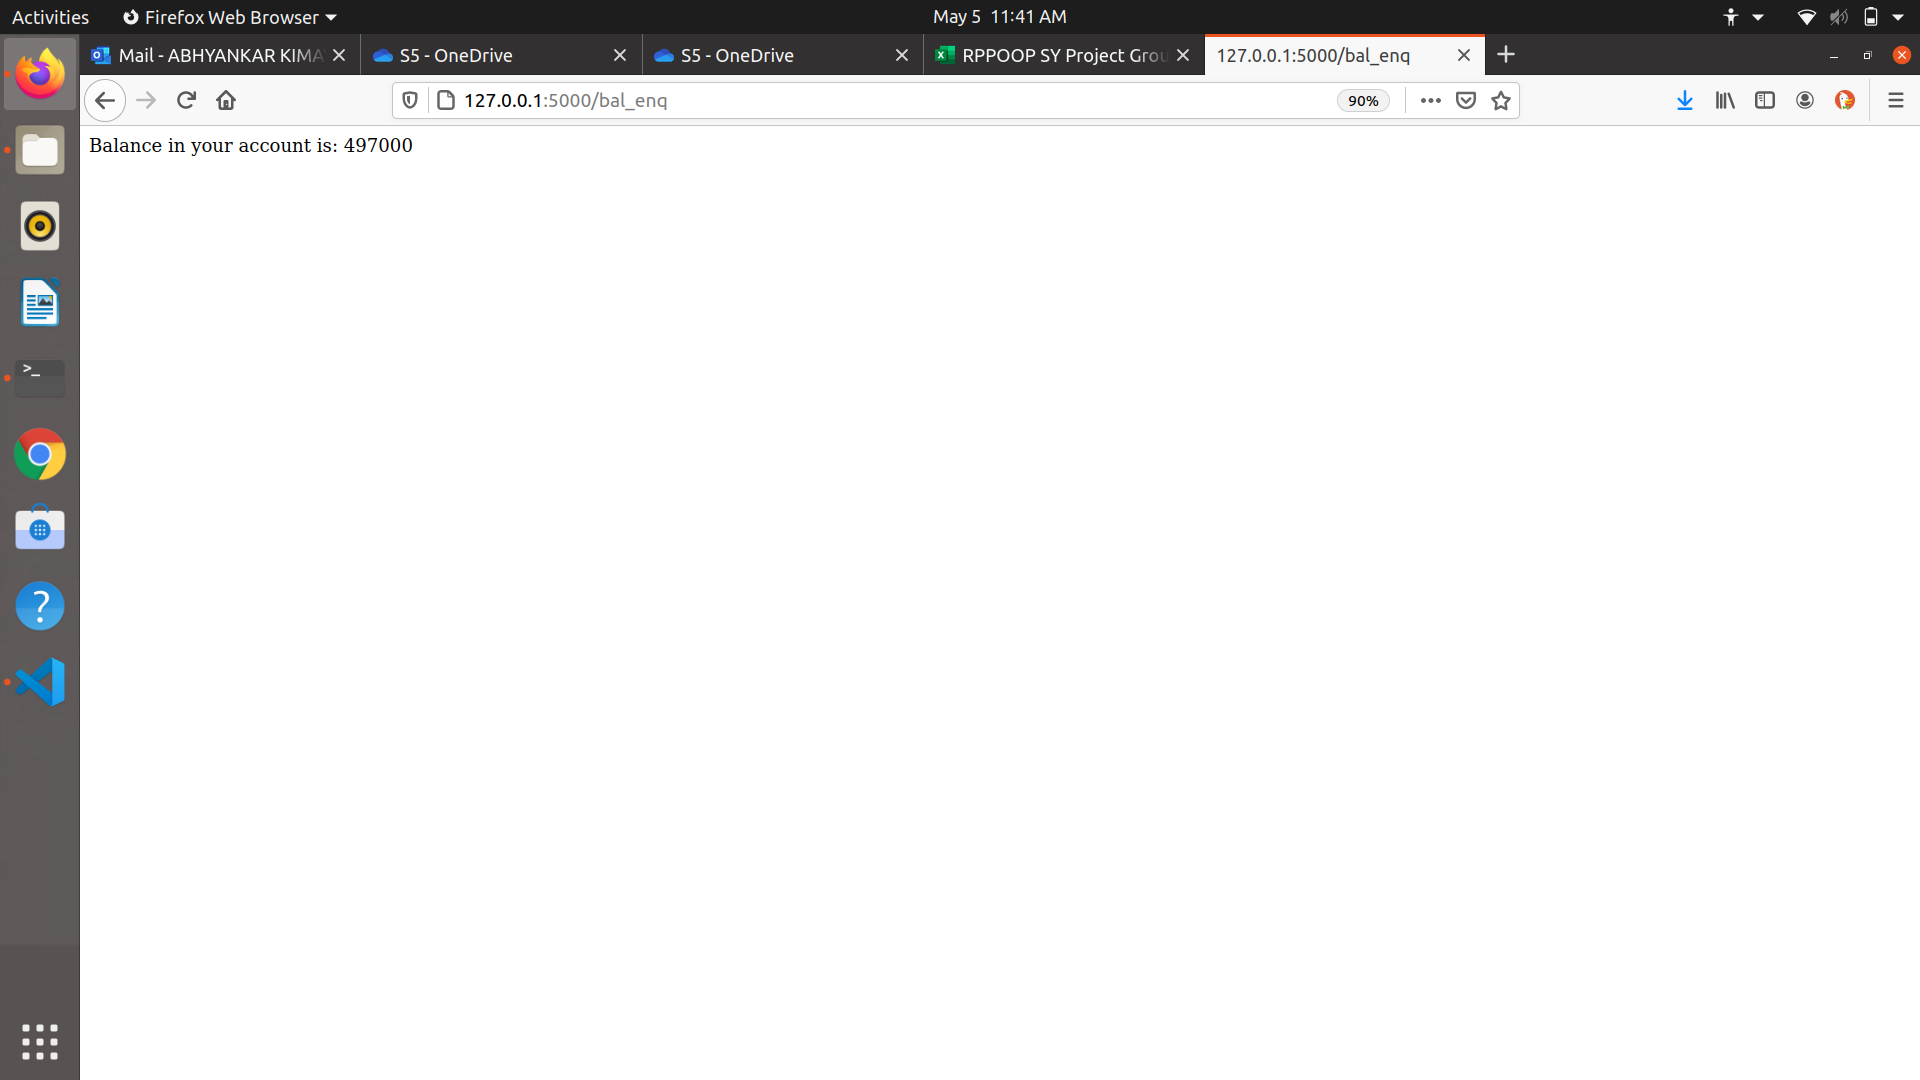 Activities
Firefox Web Browser
May 5 11:41 AM
Mail - ABHYANKAR KIMA
S5 - OneDrive
S5 - OneDrive
RPPOOP SY Project Grou
127.0.0.1:5000/bal_enq
127.0.0.1:5000/bal_enq
90%
Balance in your account is: 497000